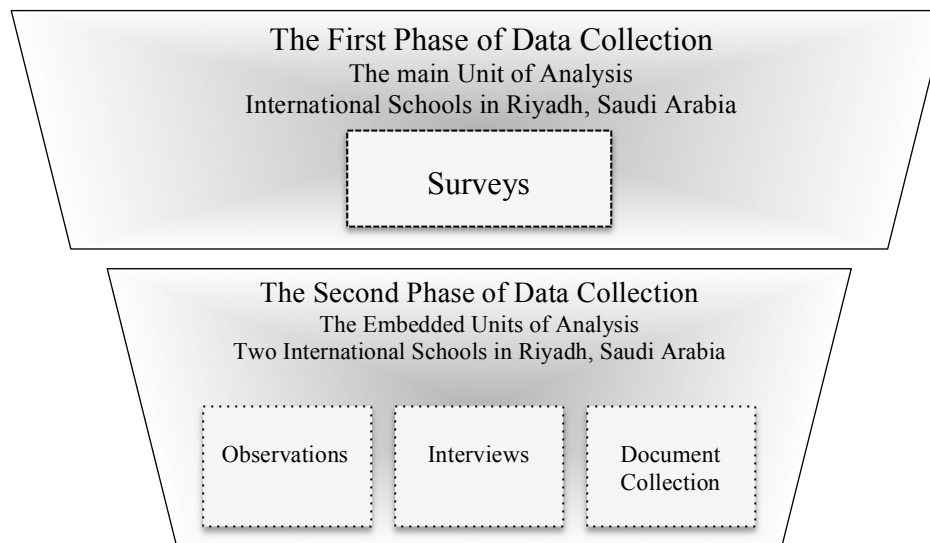 The First Phase of Data Collection
The main Unit of Analysis
International Schools in Riyadh, Saudi Arabia
Surveys
The Second Phase of Data Collection
The Embedded Units of Analysis
Two International Schools in Riyadh, Saudi Arabia
Observations
Interviews
Document
Collection